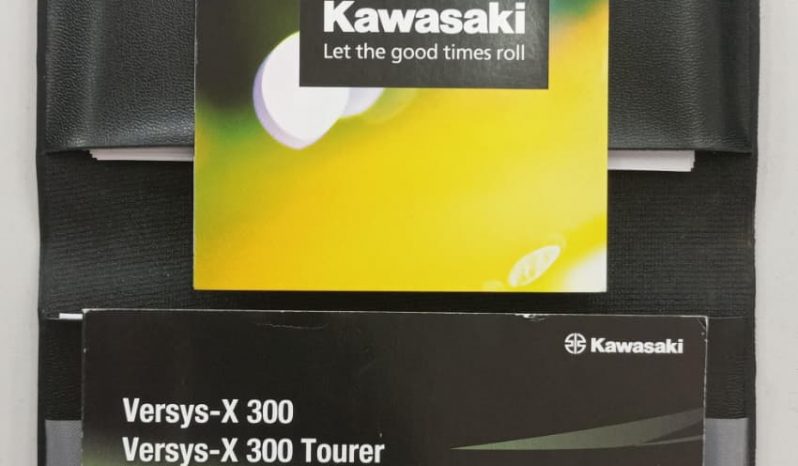 Kawasaki
Let the good times roll
Kawasaki
Versys-X 300
Versys-X 300 Tourer